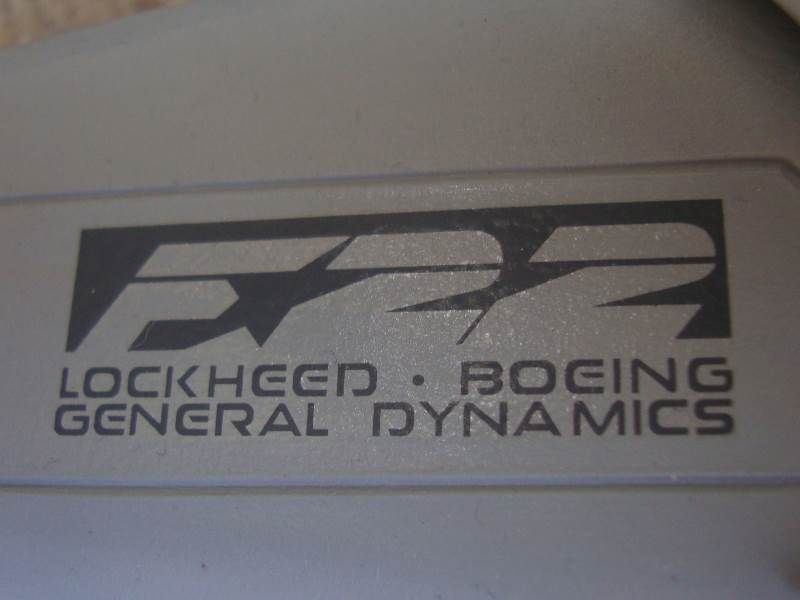 F22
LOCKHEED · BOEING
GENERAL DYNAMICS